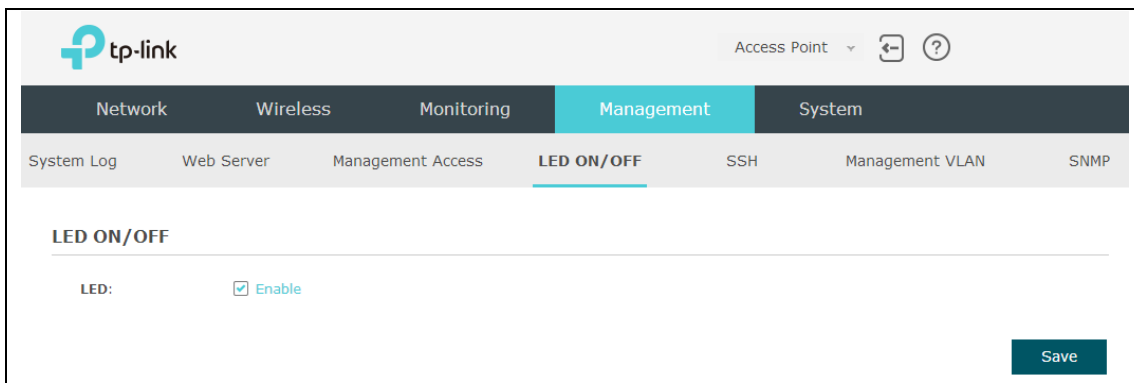 tp-link
Access Point
Network Wireless Monitoring Management System
System Log Web Server Management Access LED ON/OFF SSH Management VLAN SNMP
LED ON/OFF
LED: Enable
Save